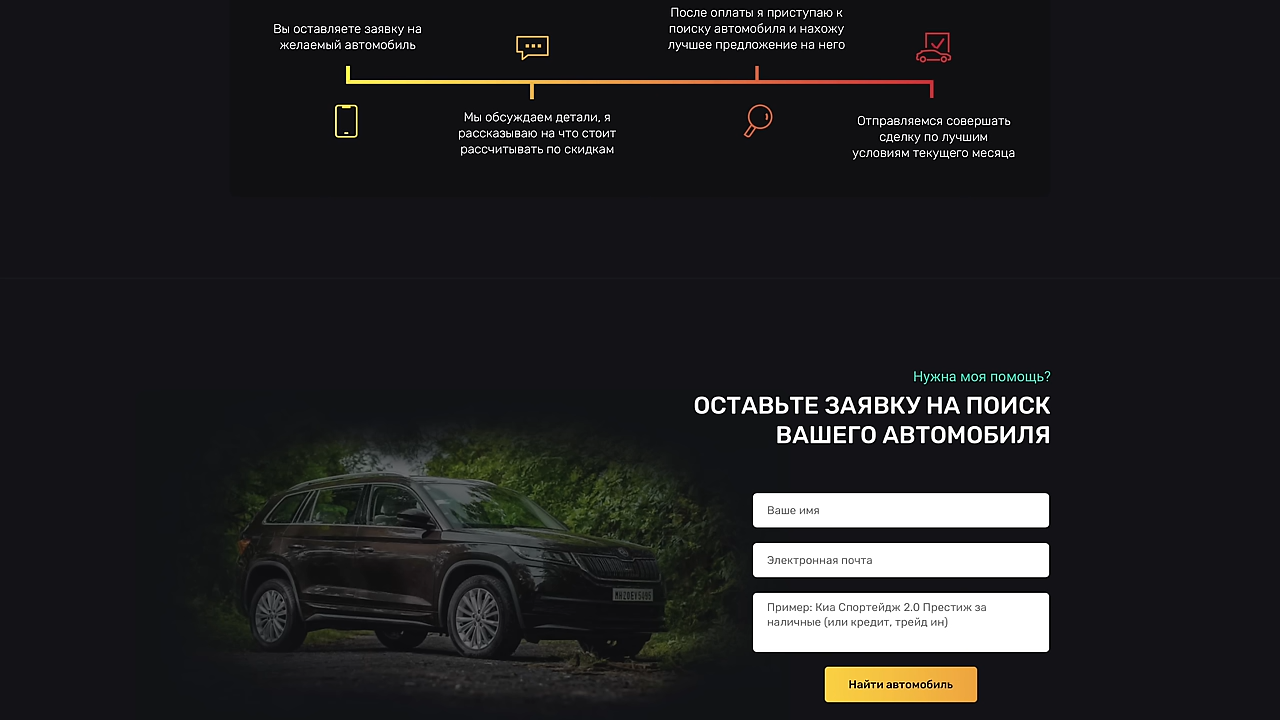 Вы оставляете заявку на
желаемый автомобиль
Мы обсуждаем детали, я
рассказываю на что стоит
рассчитывать по скидкам
После оплаты я приступаю к
поиску автомобиля и нахожу
лучшее предложение на него
Отправляемся совершать
сделку по лучшим
условиям текущего месяца
Нужна моя помощь?
ОСТАВЬТЕ ЗАЯВКУ НА ПОИСК
ВАШЕГО АВТОМОБИЛЯ
Ваше имя
Электронная почта
Пример: Киа Спортейдж 2.0 Престиж за
наличные (или кредит, трейд ин)
Найти автомобиль